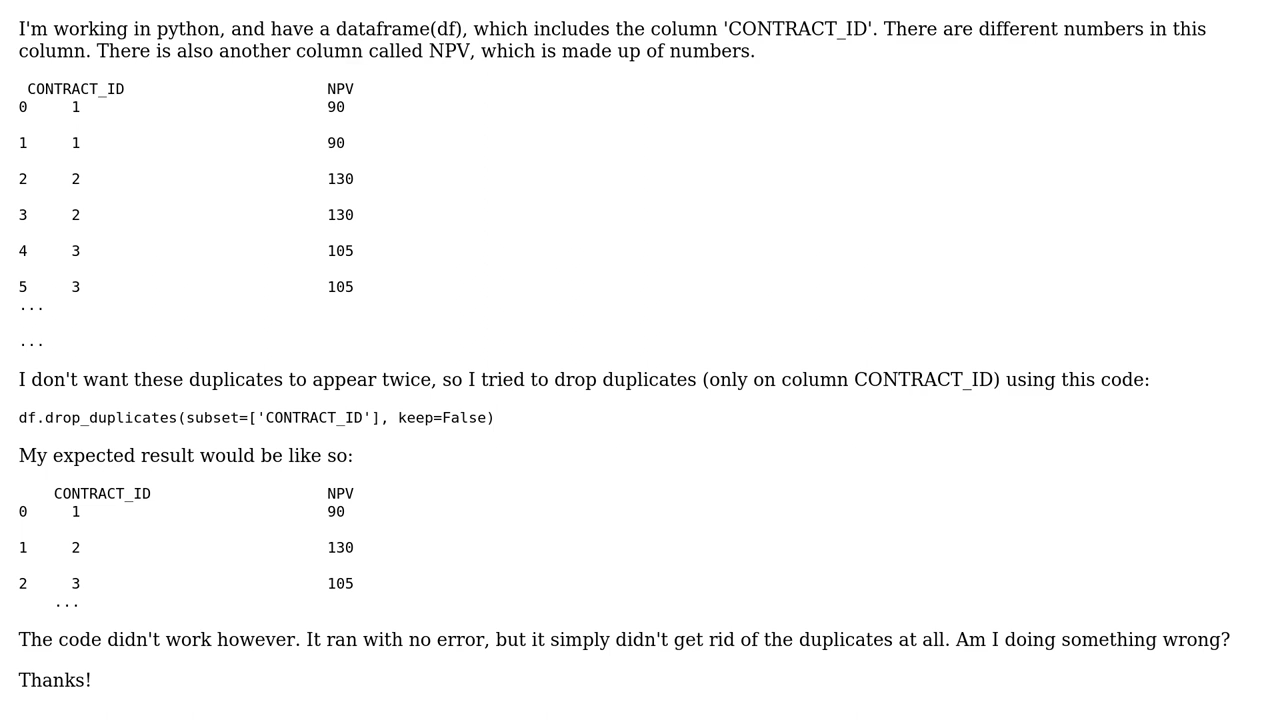 I'm working in python, and have a dataframe(df), which includes the column 'CONTRACT_ID'. There are different numbers in this
column. There is also another column called NPV, which is made up of numbers.
CONTRACT_ID NPV
0 1 90
1 1 90
2 2 130
3 2 130
4 3 105
5 3 105
...
...
I don't want these duplicates to appear twice, so I tried to drop duplicates (only on column CONTRACT_ID) using this code:
df.drop_duplicates(subset=['CONTRACT_ID'], keep=False)
My expected result would be like so:
CONTRACT_ID NPV
0 1 90
1 2 130
2 3 105
...
The code didn't work however. It ran with no error, but it simply didn't get rid of the duplicates at all. Am I doing something wrong?
Thanks!